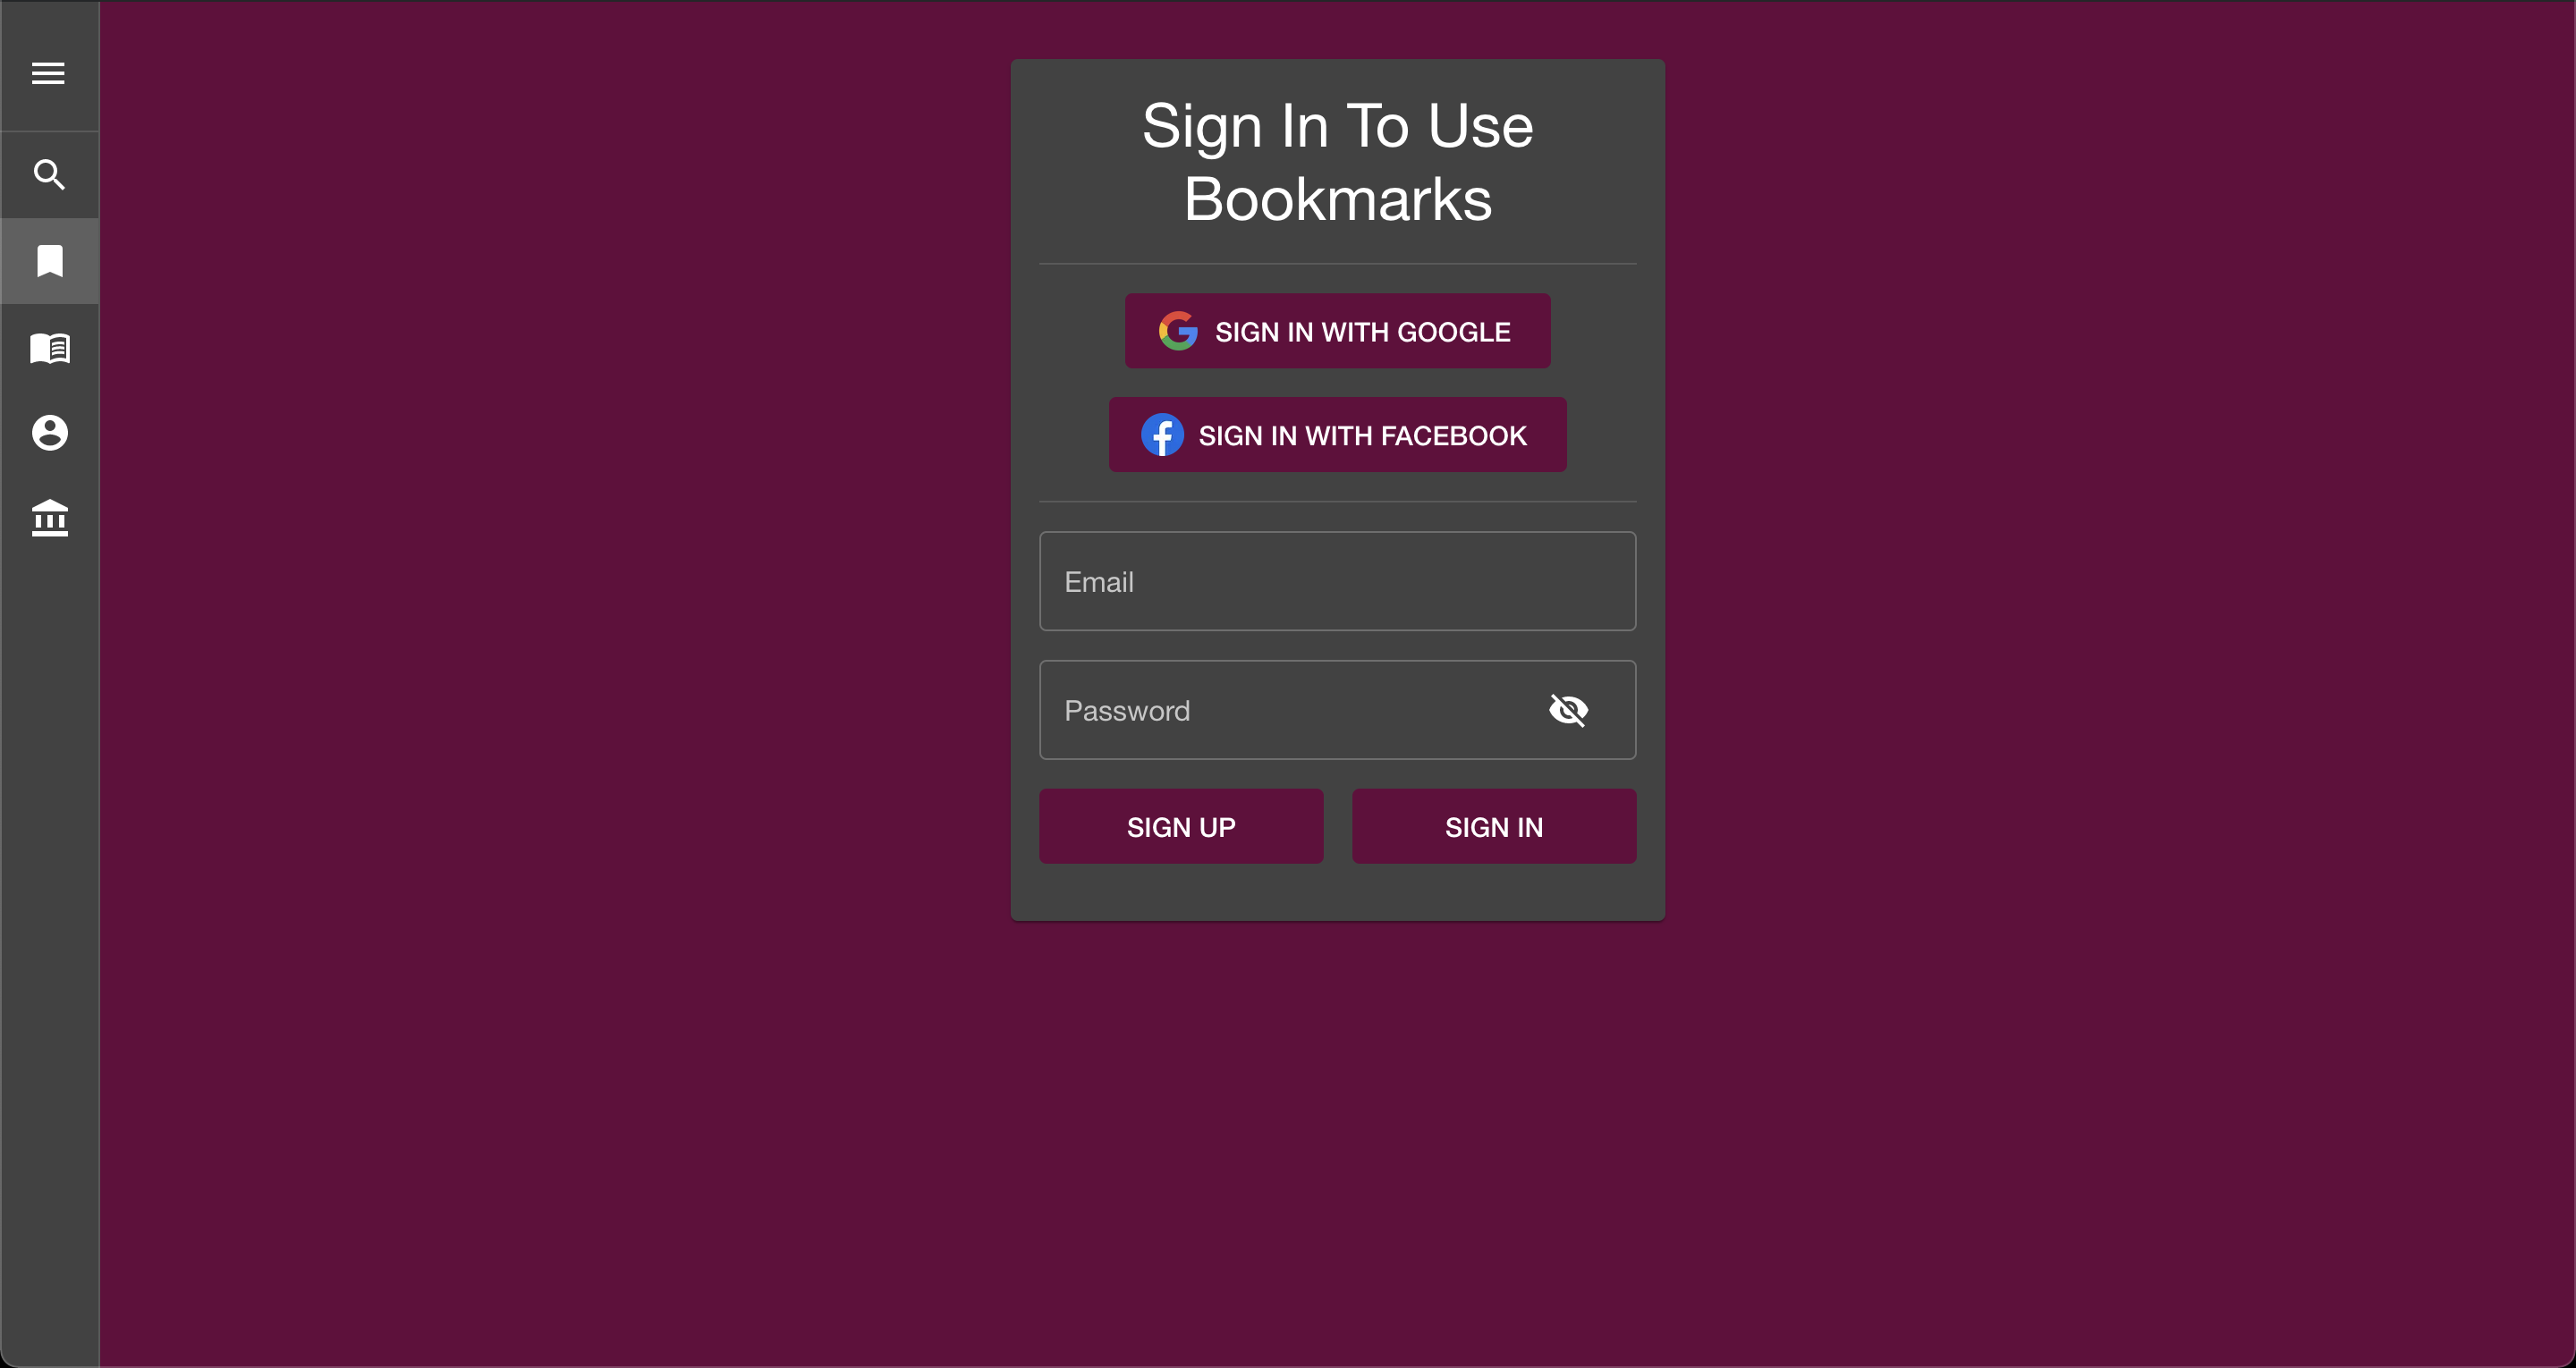 Sign In To Use
Bookmarks
SIGN IN WITH GOOGLE
SIGN IN WITH FACEBOOK
Email
Password
SIGN UP
SIGN IN